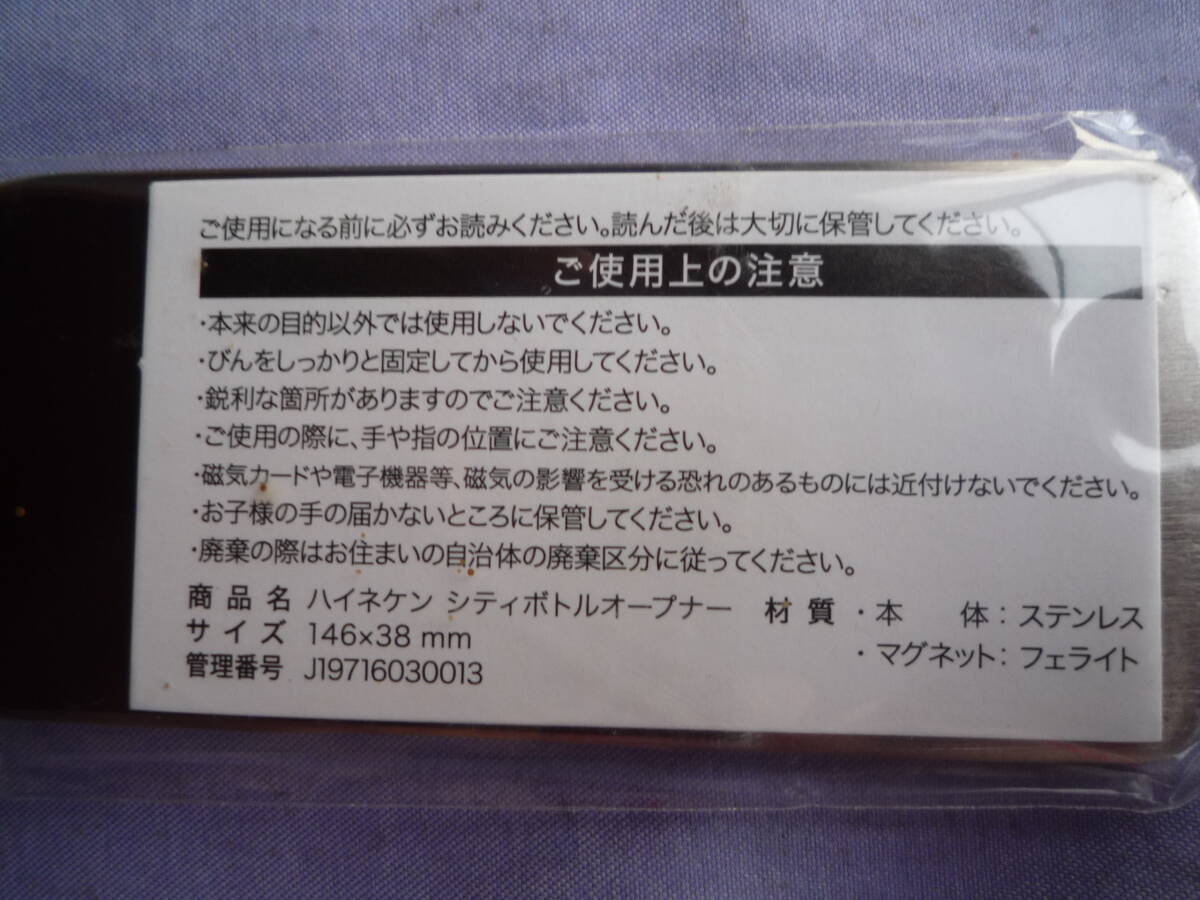 ご使用になる前に必ずお読みください。読んだ後は大切に保管してください。
ご使用上の注意
・本来の目的以外では使用しないでください。
・びんをしっかりと固定してから使用してください。
・鋭利な箇所がありますのでご注意ください。
・ご使用の際に、手や指の位置にご注意ください。
・磁気カードや電子機器等、磁気の影響を受ける恐れのあるものには近付けないでください。
・お子様の手の届かないところに保管してください。
・廃棄の際はお住まいの自治体の廃棄区分に従ってください。
商品名 ハイネケン シティボトルオープナー 材質・本 体：ステンレス
サイズ 146×38 mm ・マグネット：フェライト
管理番号 J19716030013